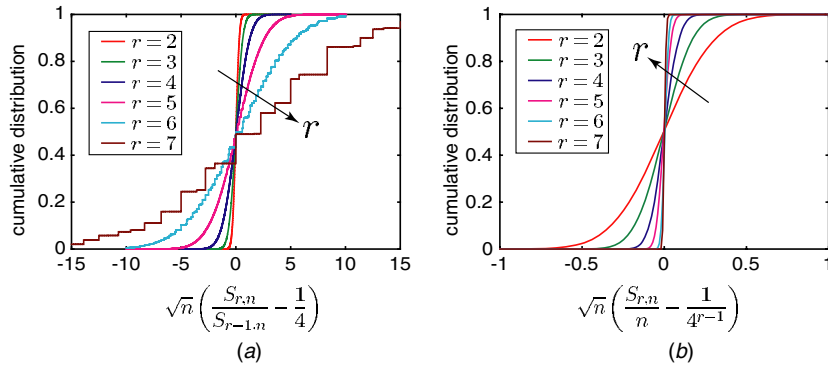 cumulative distribution
1
0.8
0.6
0.4
0.2
0
r = 2
r = 3
r = 4
r = 5
r = 6
r = 7
r
-15 -10 -5 0 5 10 15
√n ( S_{r,n} / S_{r−1.n} − 1/4 )
(a)
cumulative distribution
1
0.8
0.6
0.4
0.2
0
r = 2
r = 3
r = 4
r = 5
r = 6
r = 7
r
-1 -0.5 0 0.5 1
√n ( S_{r,n} / n − 1 / 4^{r−1} )
(b)